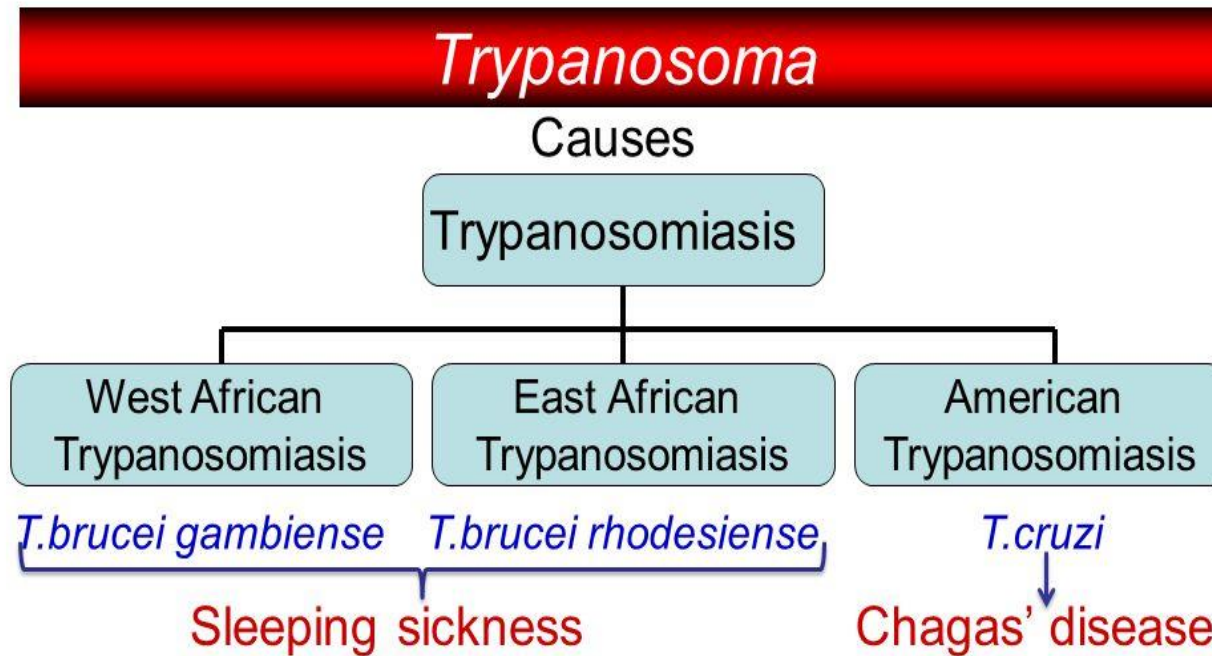 Trypanosoma
Causes
Trypanosomiasis
West African
Trypanosomiasis
East African
Trypanosomiasis
American
Trypanosomiasis
T.brucei gambiense
T.brucei rhodesiense
T.cruzi
Sleeping sickness
Chagas’ disease